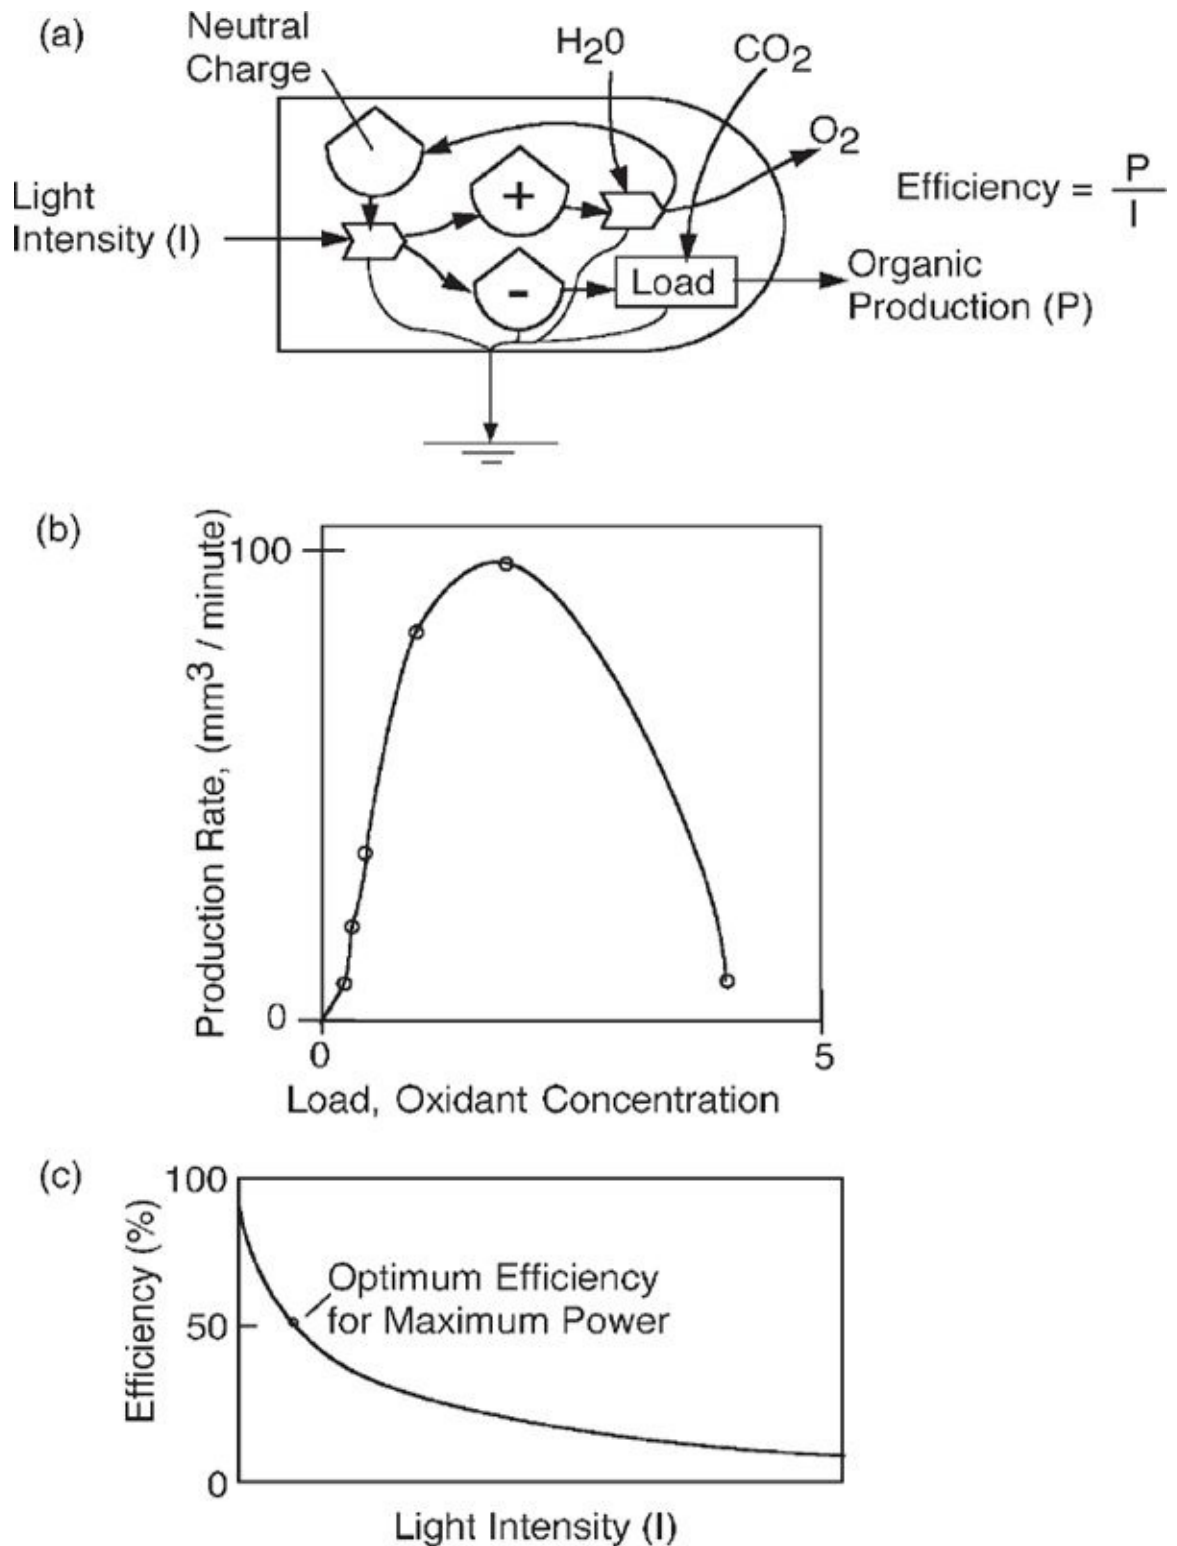 (a)
Neutral
Charge
H₂0
CO₂
O₂
Light
Intensity (I)
+
-
Load
Efficiency = P
I
Organic
Production (P)
(b)
Production Rate, (mm³ / minute)
100
0
0
5
Load, Oxidant Concentration
(c)
Efficiency (%)
100
50
0
Optimum Efficiency
for Maximum Power
Light Intensity (I)